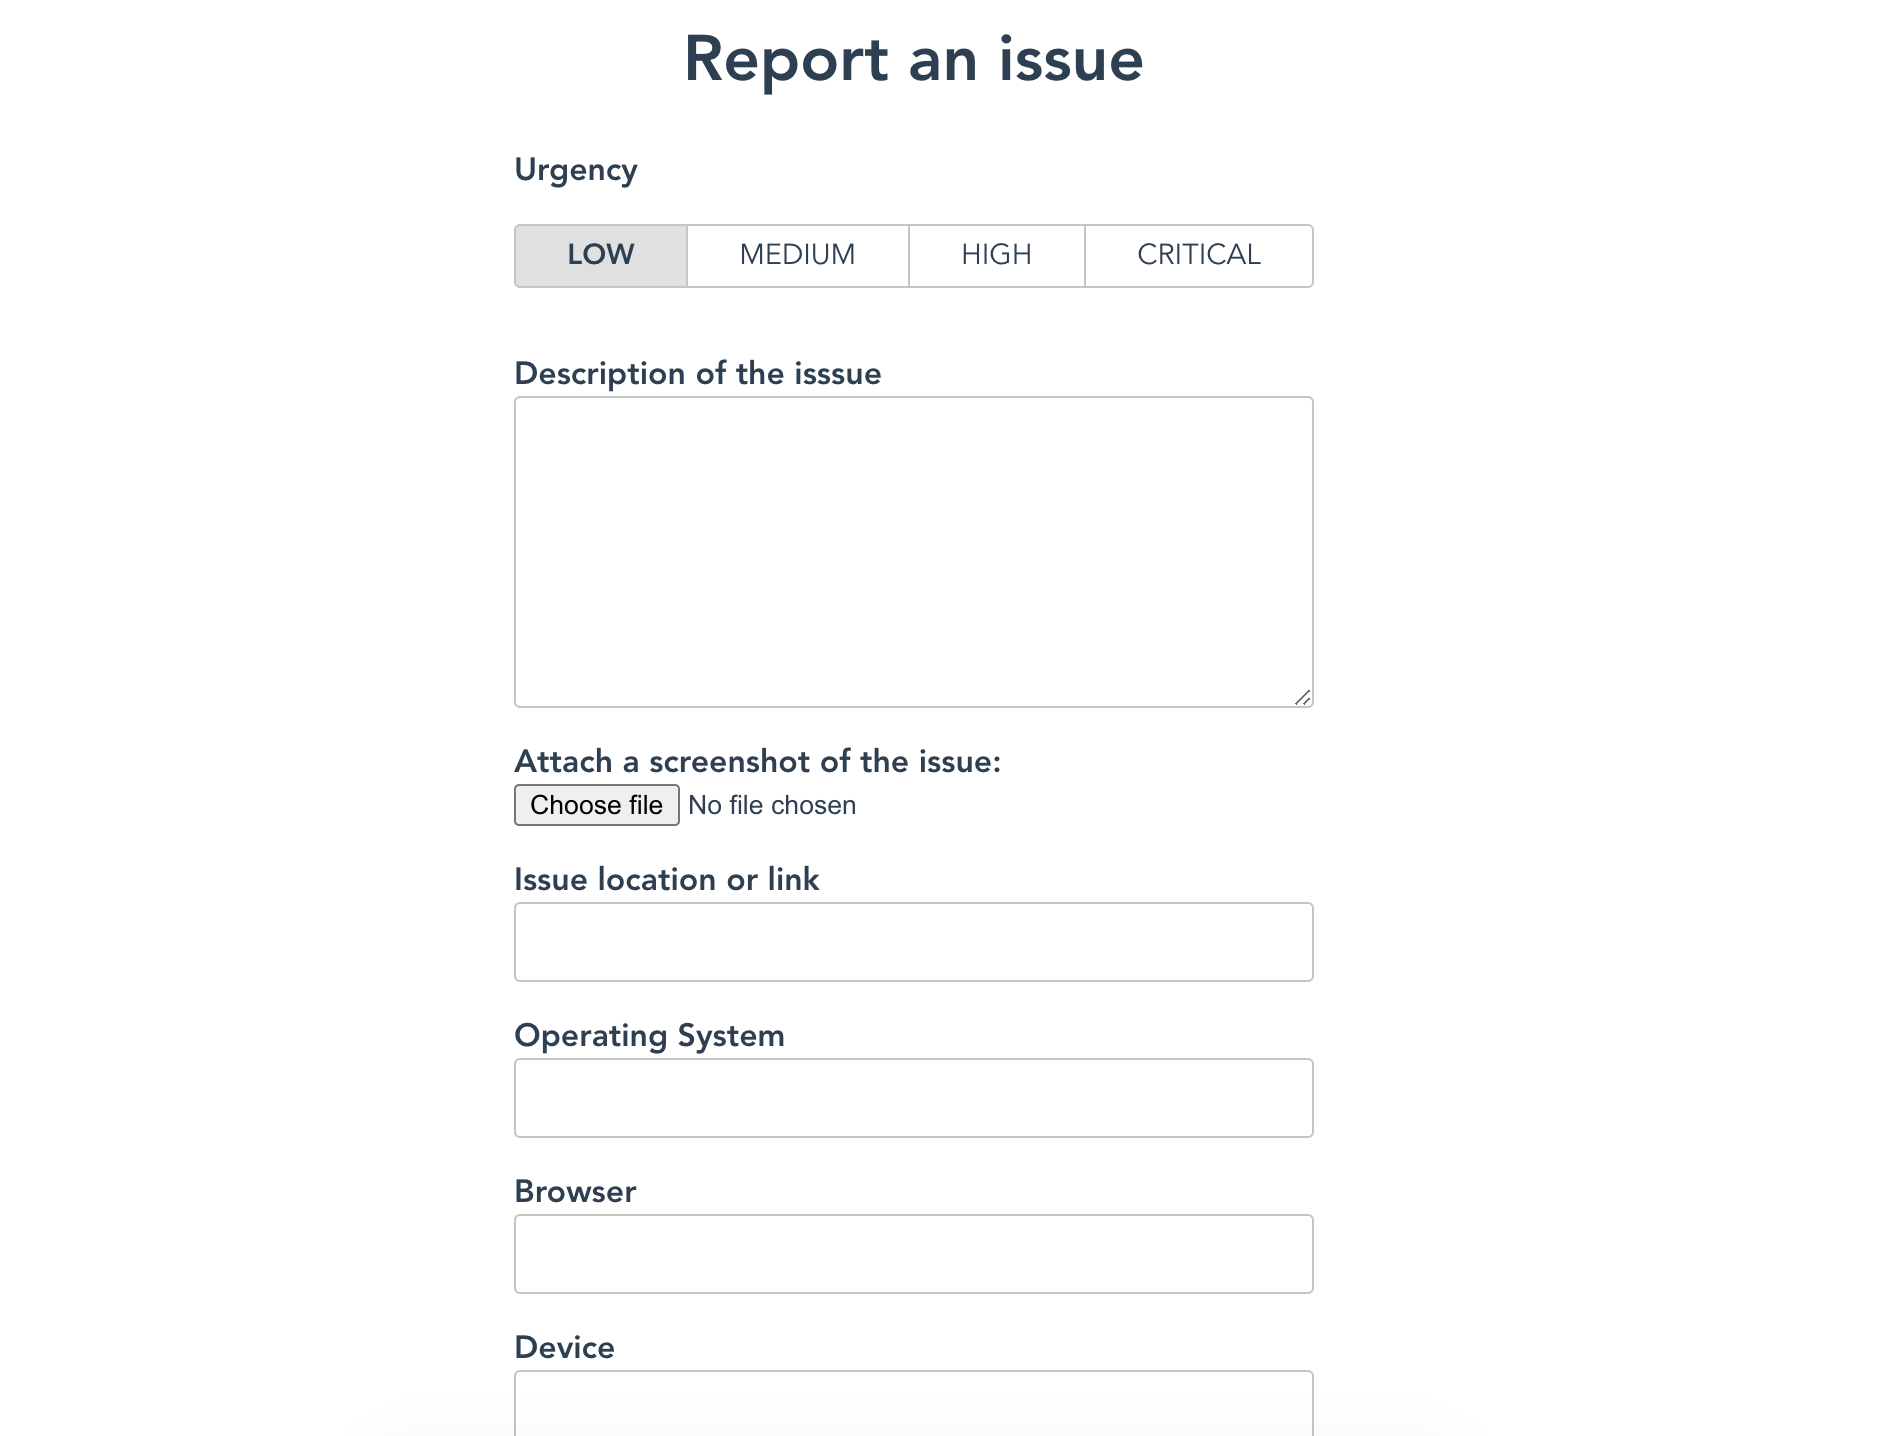 Report an issue
Urgency
LOW MEDIUM HIGH CRITICAL
Description of the isssue
Attach a screenshot of the issue:
Choose file No file chosen
Issue location or link
Operating System
Browser
Device